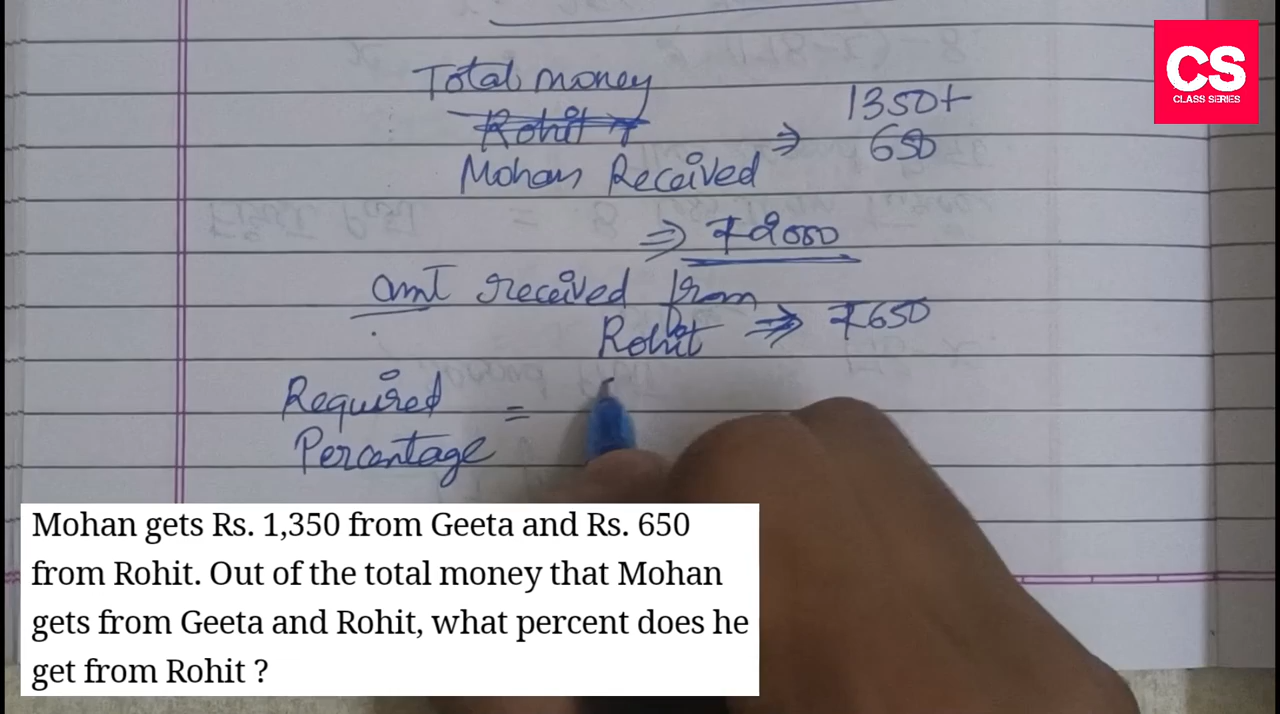 CS
CLASS SERIES
Total money
1350+
Rohit
650
Mohan Received ⇒
⇒ ₹2000
amt received from
Rohit ⇒ ₹650
Required
Percentage =
Mohan gets Rs. 1,350 from Geeta and Rs. 650
from Rohit. Out of the total money that Mohan
gets from Geeta and Rohit, what percent does he
get from Rohit ?